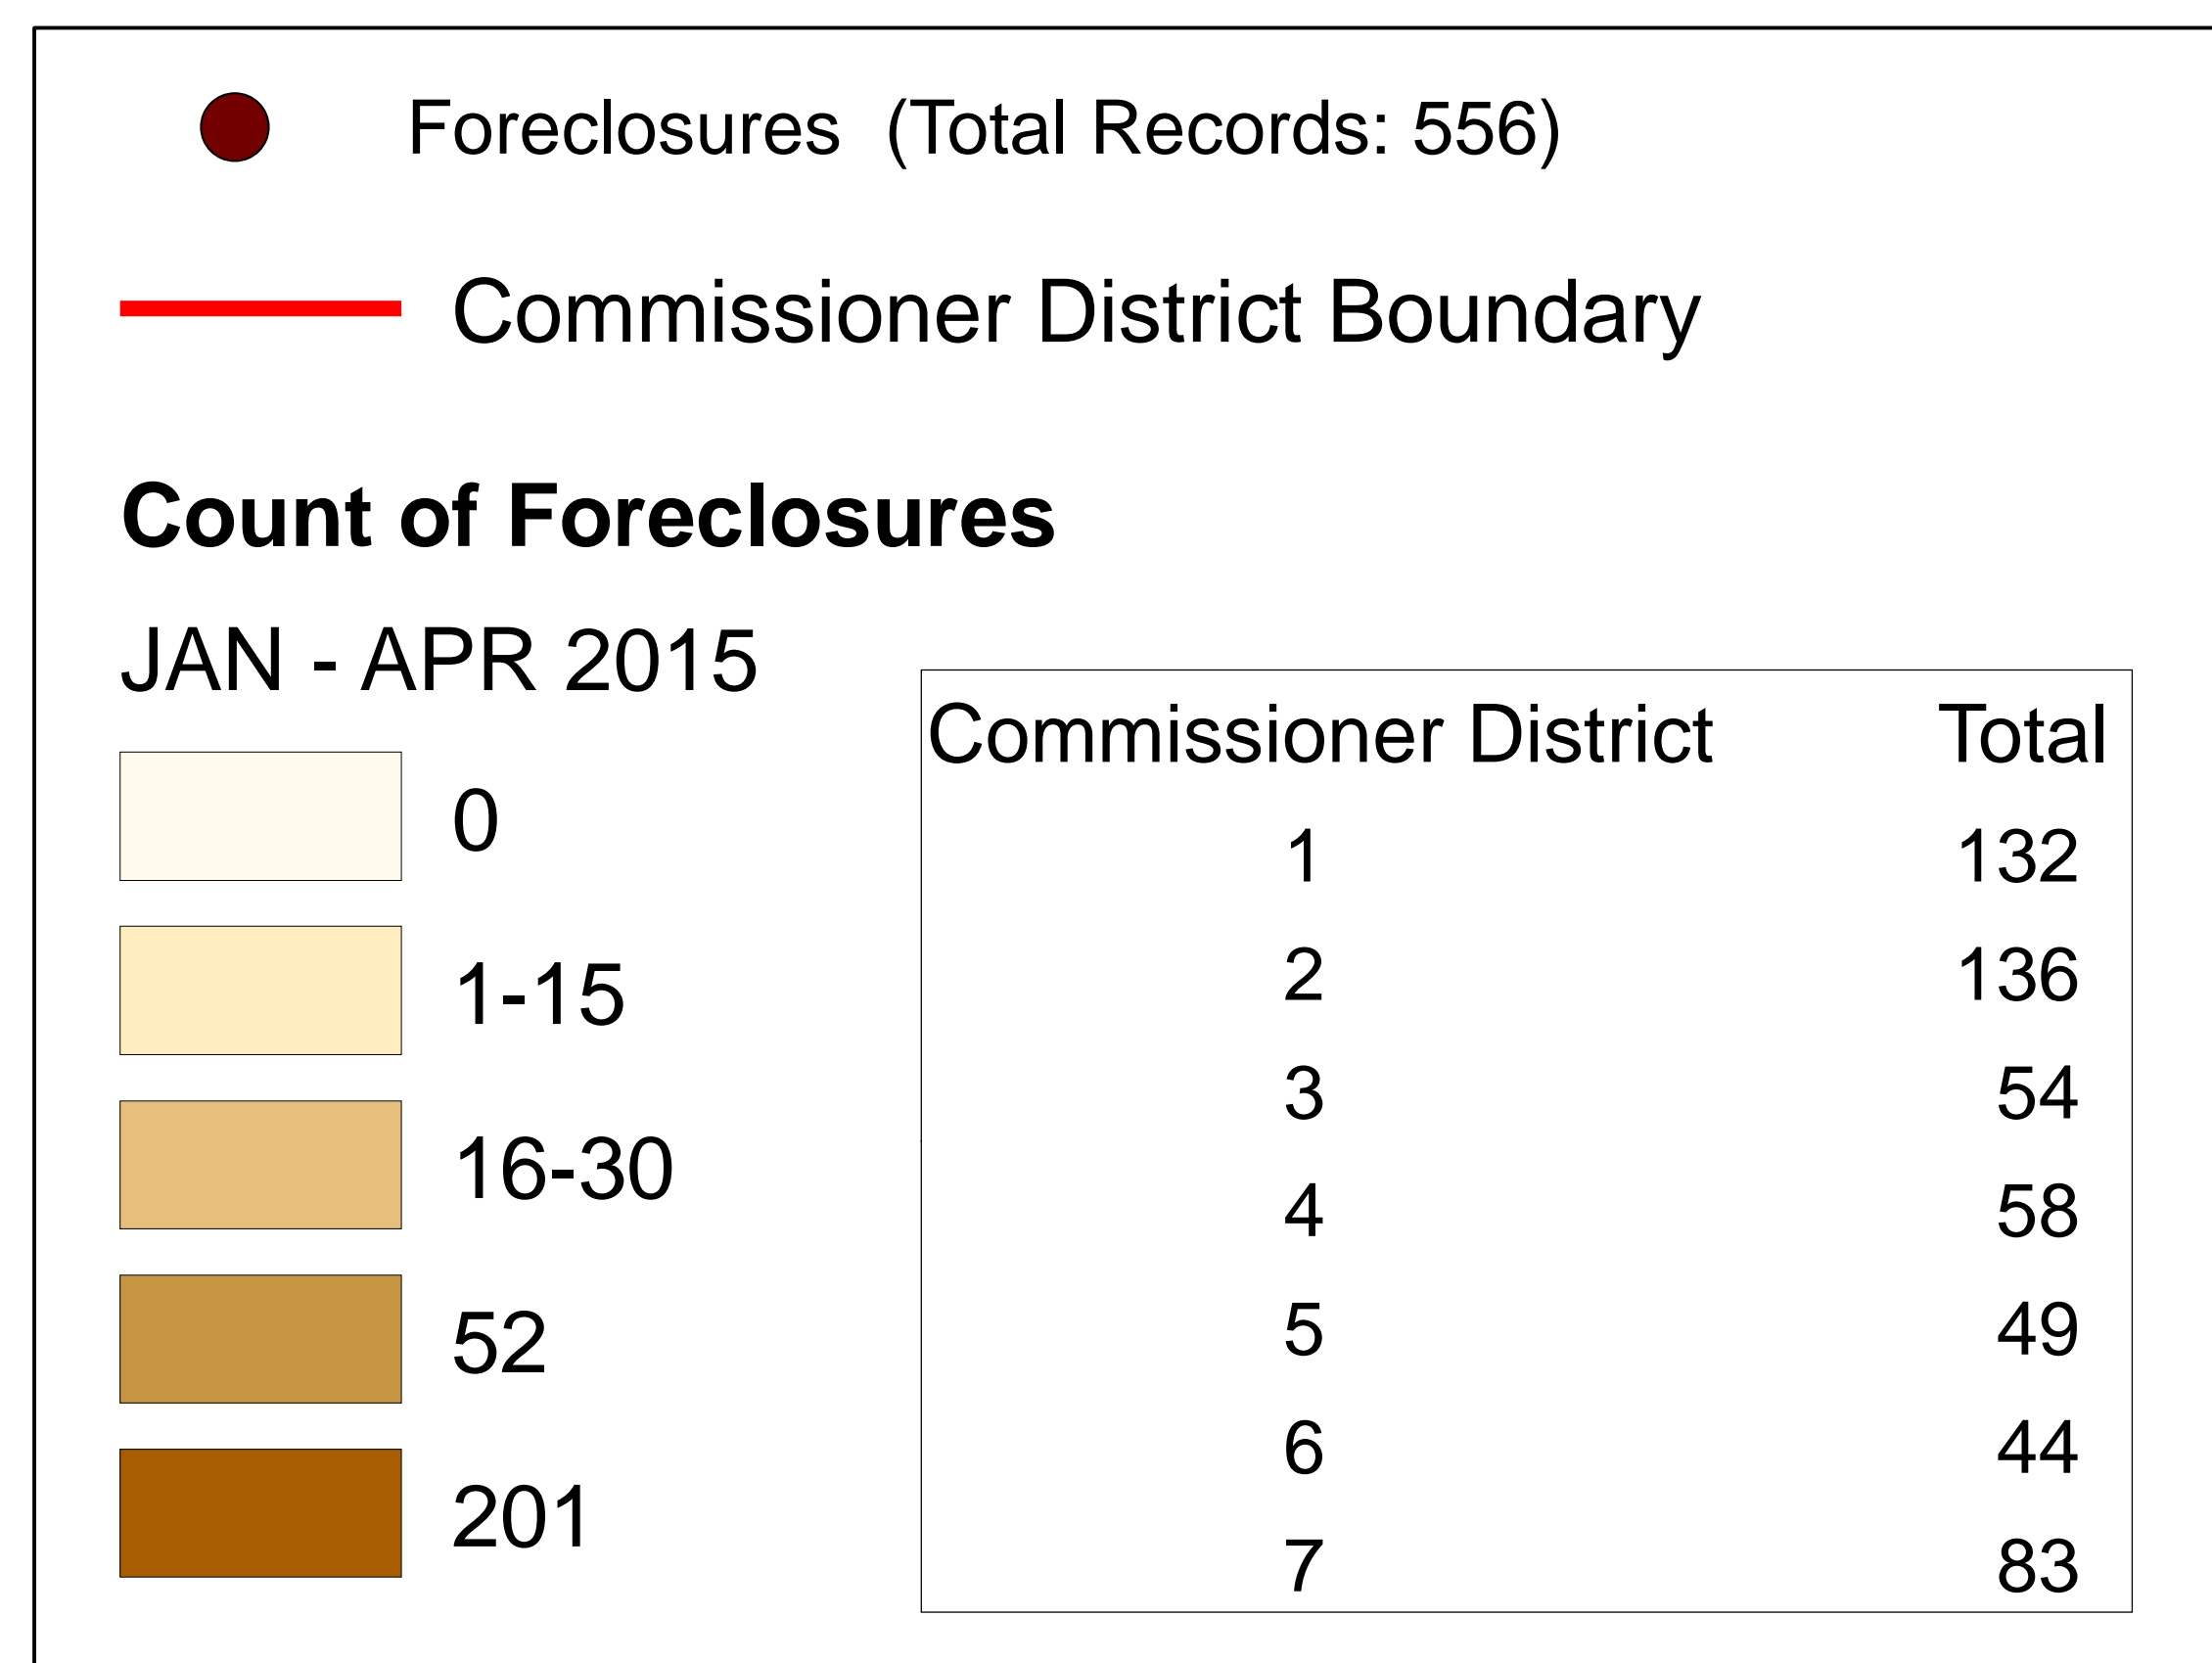 Foreclosures (Total Records: 556)
Commissioner District Boundary
Count of Foreclosures
JAN - APR 2015
0
1-15
16-30
52
201
Commissioner District Total
1 132
2 136
3 54
4 58
5 49
6 44
7 83